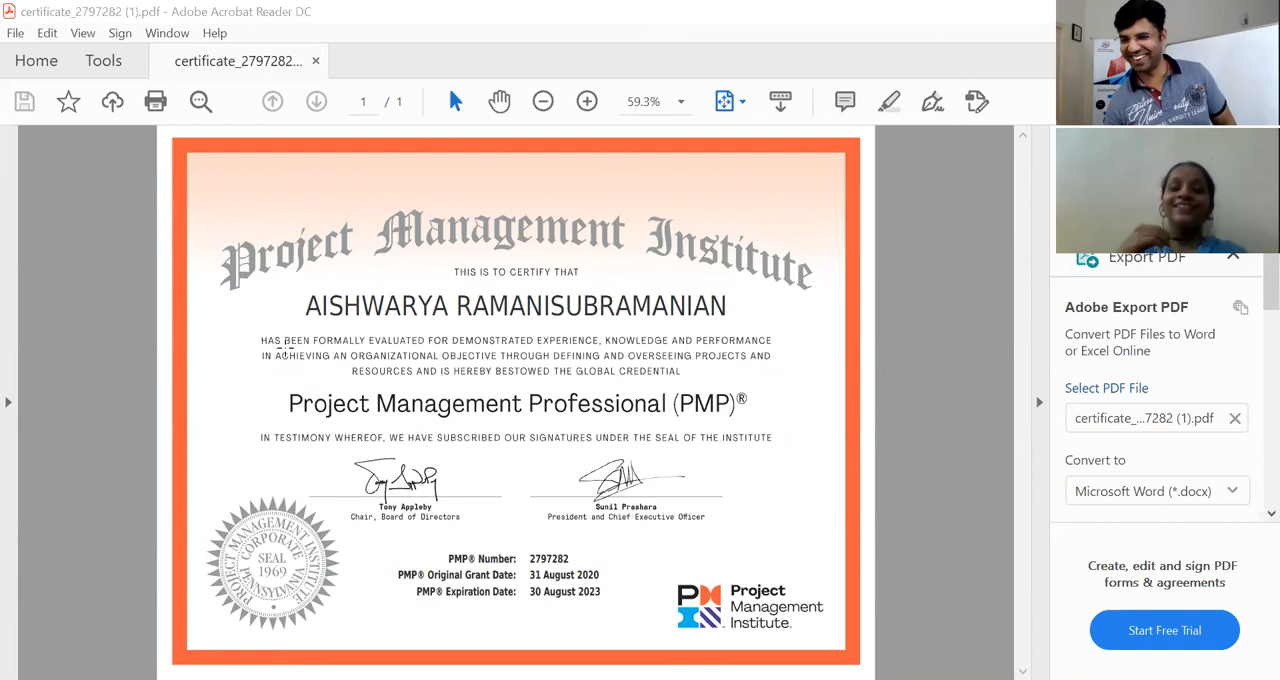 certificate_2797282 (1).pdf - Adobe Acrobat Reader DC
File Edit View Sign Window Help
Home Tools certificate_2797282... ×
1 / 1 59.3%
Project Management Institute
THIS IS TO CERTIFY THAT
AISHWARYA RAMANISUBRAMANIAN
HAS BEEN FORMALLY EVALUATED FOR DEMONSTRATED EXPERIENCE, KNOWLEDGE AND PERFORMANCE
IN ACHIEVING AN ORGANIZATIONAL OBJECTIVE THROUGH DEFINING AND OVERSEEING PROJECTS AND
RESOURCES AND IS HEREBY BESTOWED THE GLOBAL CREDENTIAL
Project Management Professional (PMP)®
IN TESTIMONY WHEREOF, WE HAVE SUBSCRIBED OUR SIGNATURES UNDER THE SEAL OF THE INSTITUTE
Tony Appleby
Chair, Board of Directors
Sunil Prashara
President and Chief Executive Officer
PROJECT MANAGEMENT INSTITUTE
PENNSYLVANIA
CORPORATE
SEAL
1969
PMP® Number: 2797282
PMP® Original Grant Date: 31 August 2020
PMP® Expiration Date: 30 August 2023
Project
Management
Institute.
Export PDF
Adobe Export PDF
Convert PDF Files to Word
or Excel Online
Select PDF File
certificate_...7282 (1).pdf
Convert to
Microsoft Word (*.docx)
Create, edit and sign PDF
forms & agreements
Start Free Trial